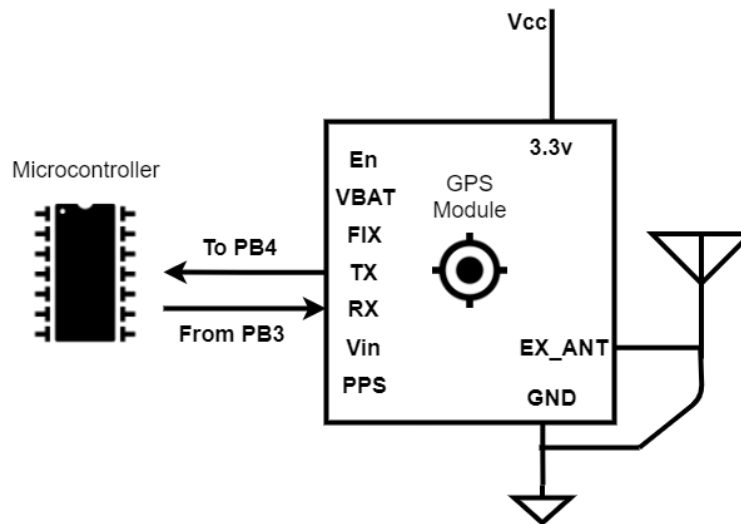 Vcc
3.3v
Microcontroller
En
VBAT
GPS
Module
FIX
To PB4
TX
RX
From PB3
Vin
EX_ANT
PPS
GND